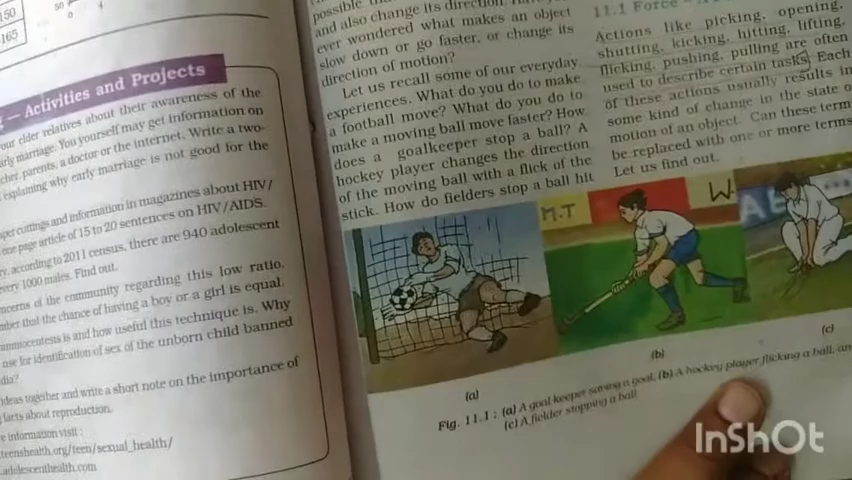 150
165
50
0
4
— Activities and Projects
our elder relatives about their awareness of the
early marriage. You yourself may get information on
parents, a doctor or the internet. Write a two-
explaining why early marriage is not good for the
cuttings and information in magazines about HIV/
one page article of 15 to 20 sentences on HIV/AIDS.
according to 2011 census, there are 940 adolescent
every 1000 males. Find out.
concerns of the community regarding this low ratio.
that the chance of having a boy or a girl is equal.
amniocentesis is and how useful this technique is. Why
use for identification of sex of the unborn child banned
ideas together and write a short note on the importance of
facts about reproduction.
information visit :
teenshealth.org/teen/sexual_health/
.adolescenthealth.com
possible
and also change its direction.
ever wondered what makes an object
slow down or go faster, or change its
direction of motion?
Let us recall some of our everyday
experiences. What do you do to make
a football move? What do you do to
make a moving ball move faster? How
does a goalkeeper stop a ball? A
hockey player changes the direction
of the moving ball with a flick of the
stick. How do fielders stop a ball hit
11.1 Force –
Actions like picking, opening,
shutting, kicking, hitting, lifting,
flicking, pushing, pulling are often
used to describe certain tasks. Each
of these actions usually results in
some kind of change in the state o
motion of an object. Can these term
be replaced with one or more terms
Let us find out.
M.T
W
(a)
(b)
(c)
Fig. 11.1 : (a) A goal keeper saving a goal, (b) A hockey player flicking a ball, an
(c) A fielder stopping a ball
InShOt